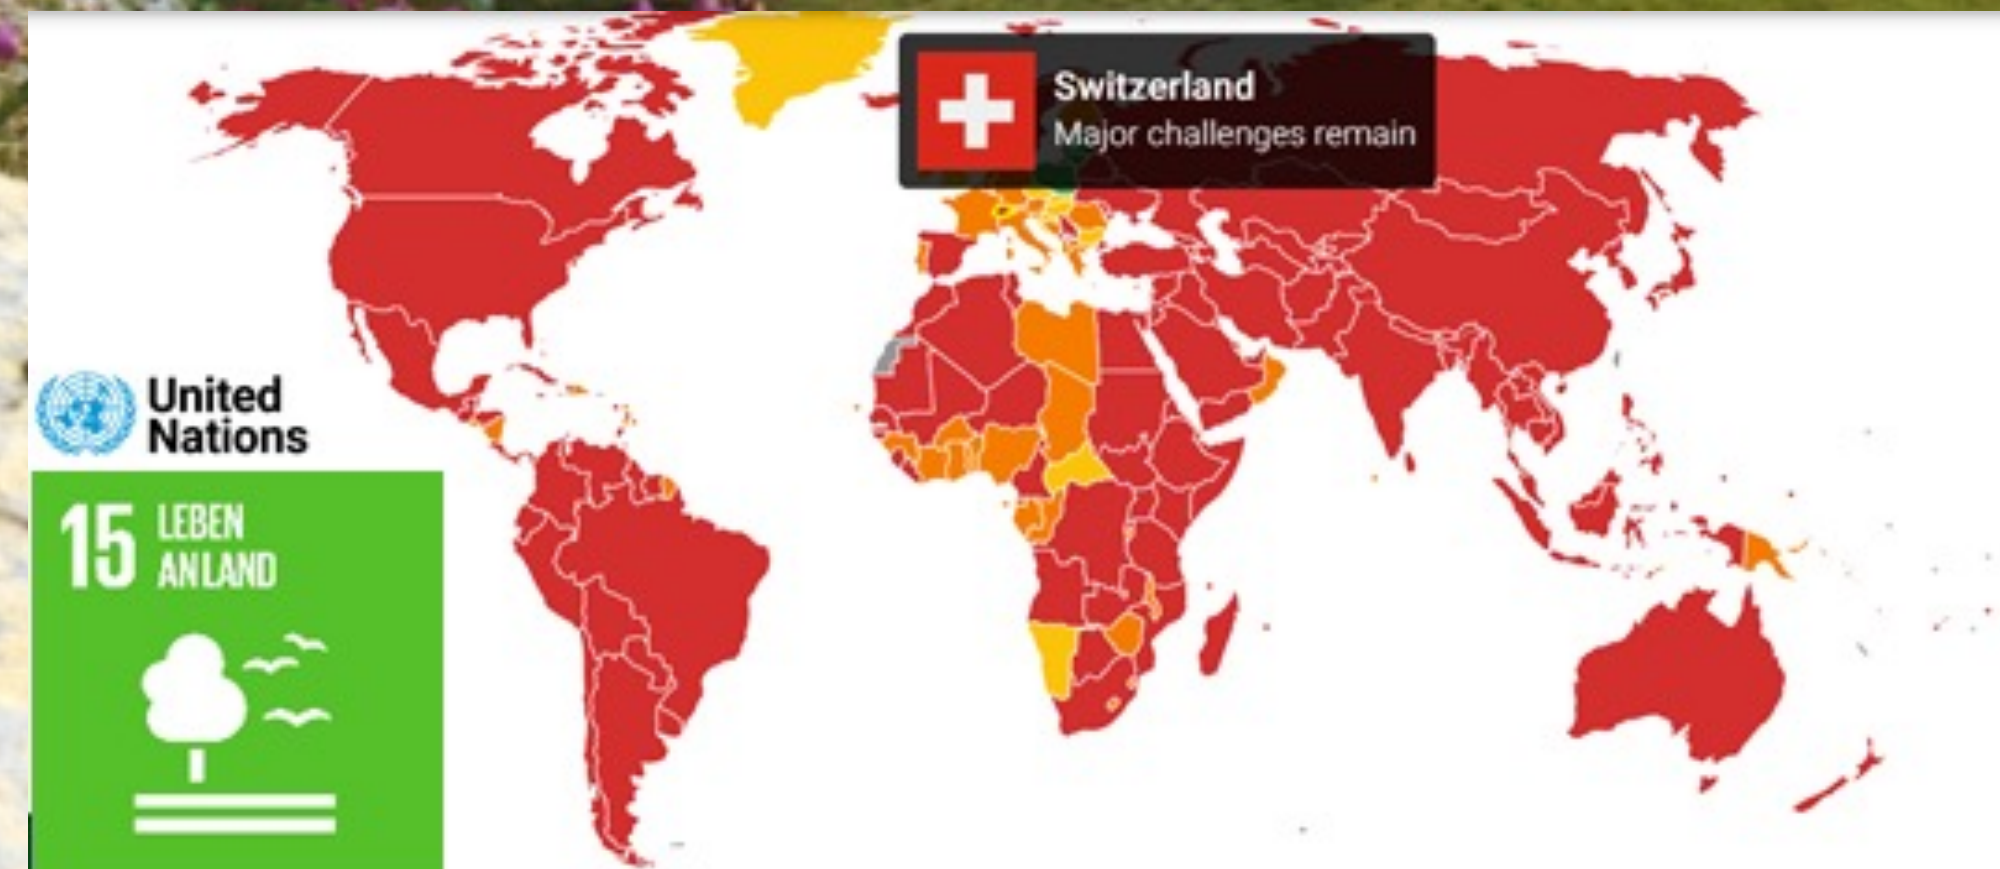 Switzerland
Major challenges remain
United
Nations
15 LEBEN
AN LAND